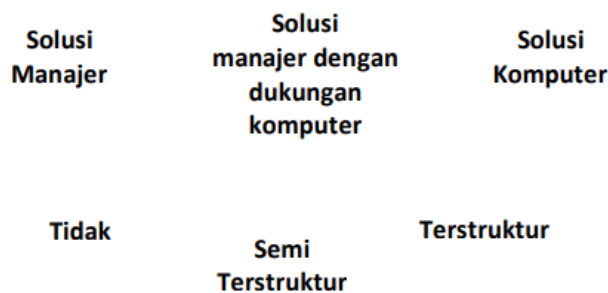 Solusi
Manajer
Solusi
manajer dengan
dukungan
komputer
Solusi
Komputer
Tidak
Semi
Terstruktur
Terstruktur